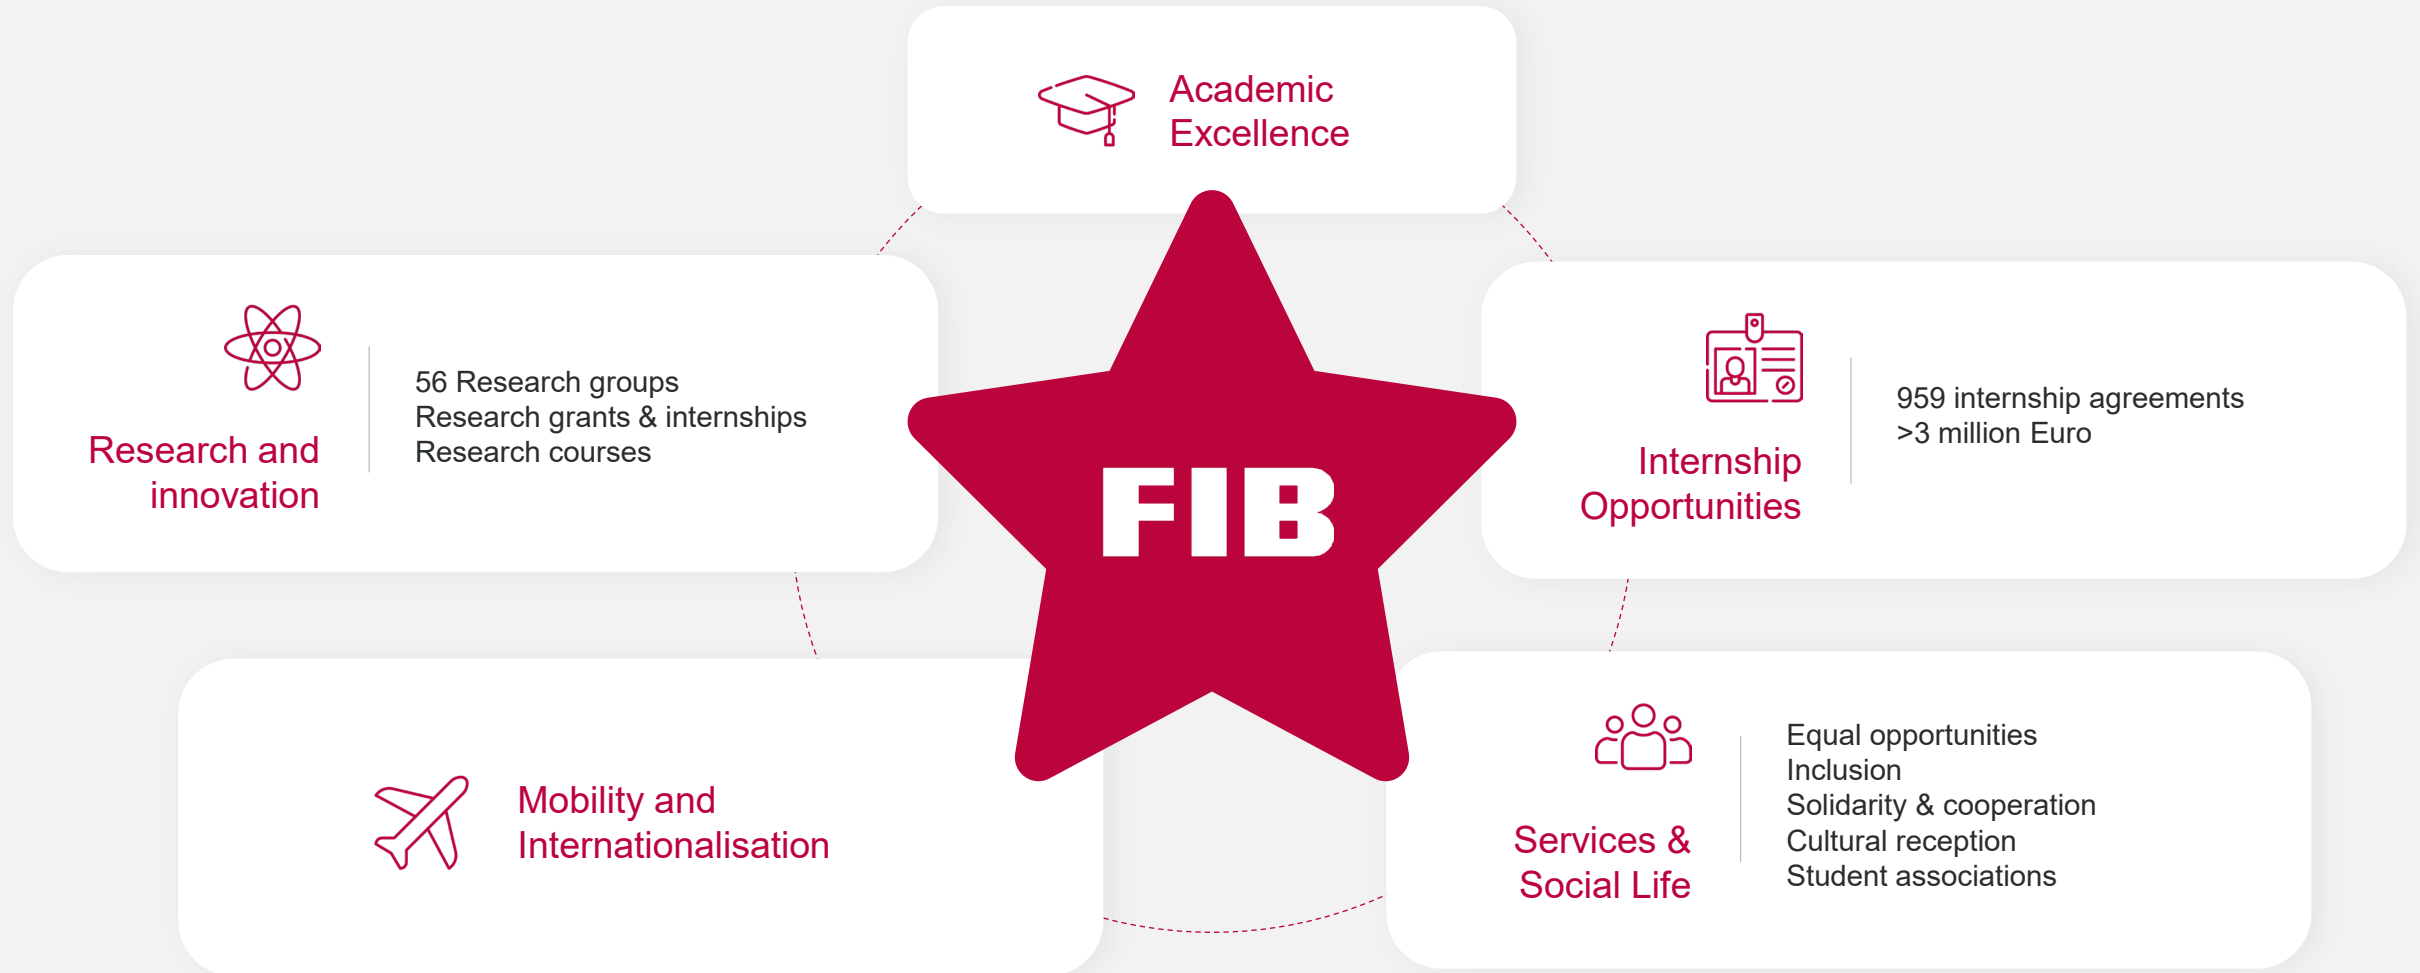 Academic
Excellence
Research and
innovation
56 Research groups
Research grants & internships
Research courses
FIB
Internship
Opportunities
959 internship agreements
>3 million Euro
Mobility and
Internationalisation
Services &
Social Life
Equal opportunities
Inclusion
Solidarity & cooperation
Cultural reception
Student associations